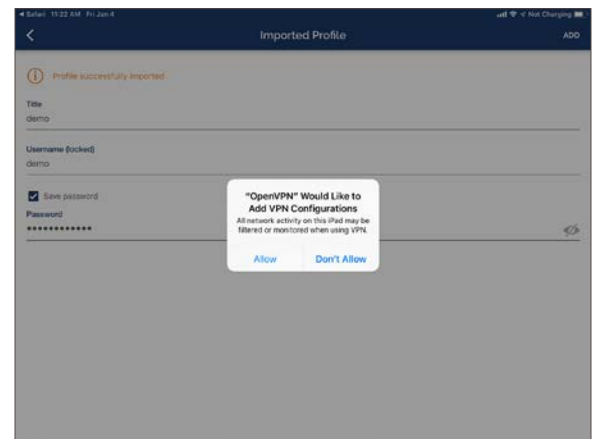 Safari 11:22 AM Fri Jan 4
Not Charging
Imported Profile
ADD
Profile successfully imported
Title
demo
Username (locked)
demo
Save password
Password
••••••••••••
"OpenVPN" Would Like to
Add VPN Configurations
All network activity on this iPad may be
filtered or monitored when using VPN.
Allow
Don't Allow